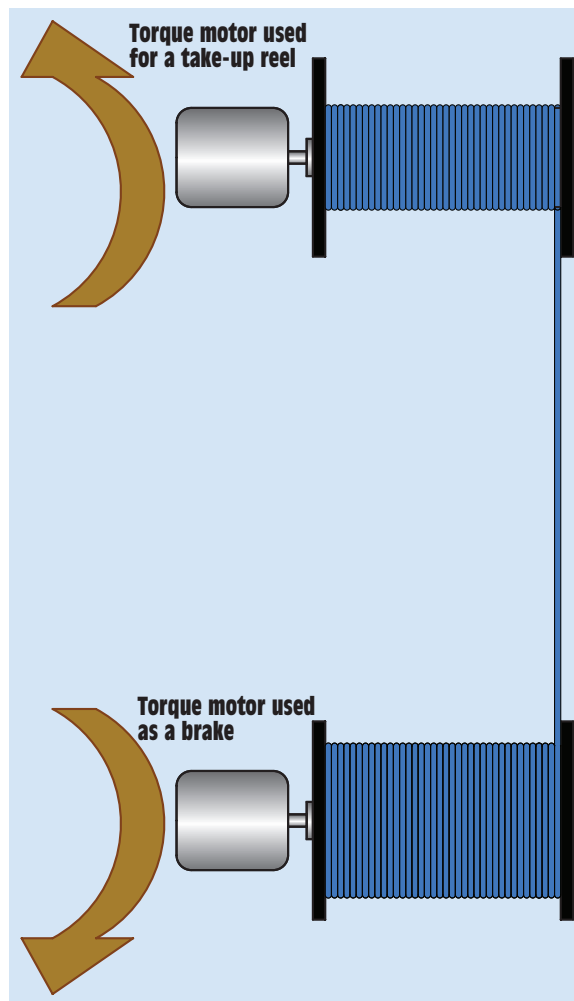 Torque motor used
for a take-up reel
Torque motor used
as a brake